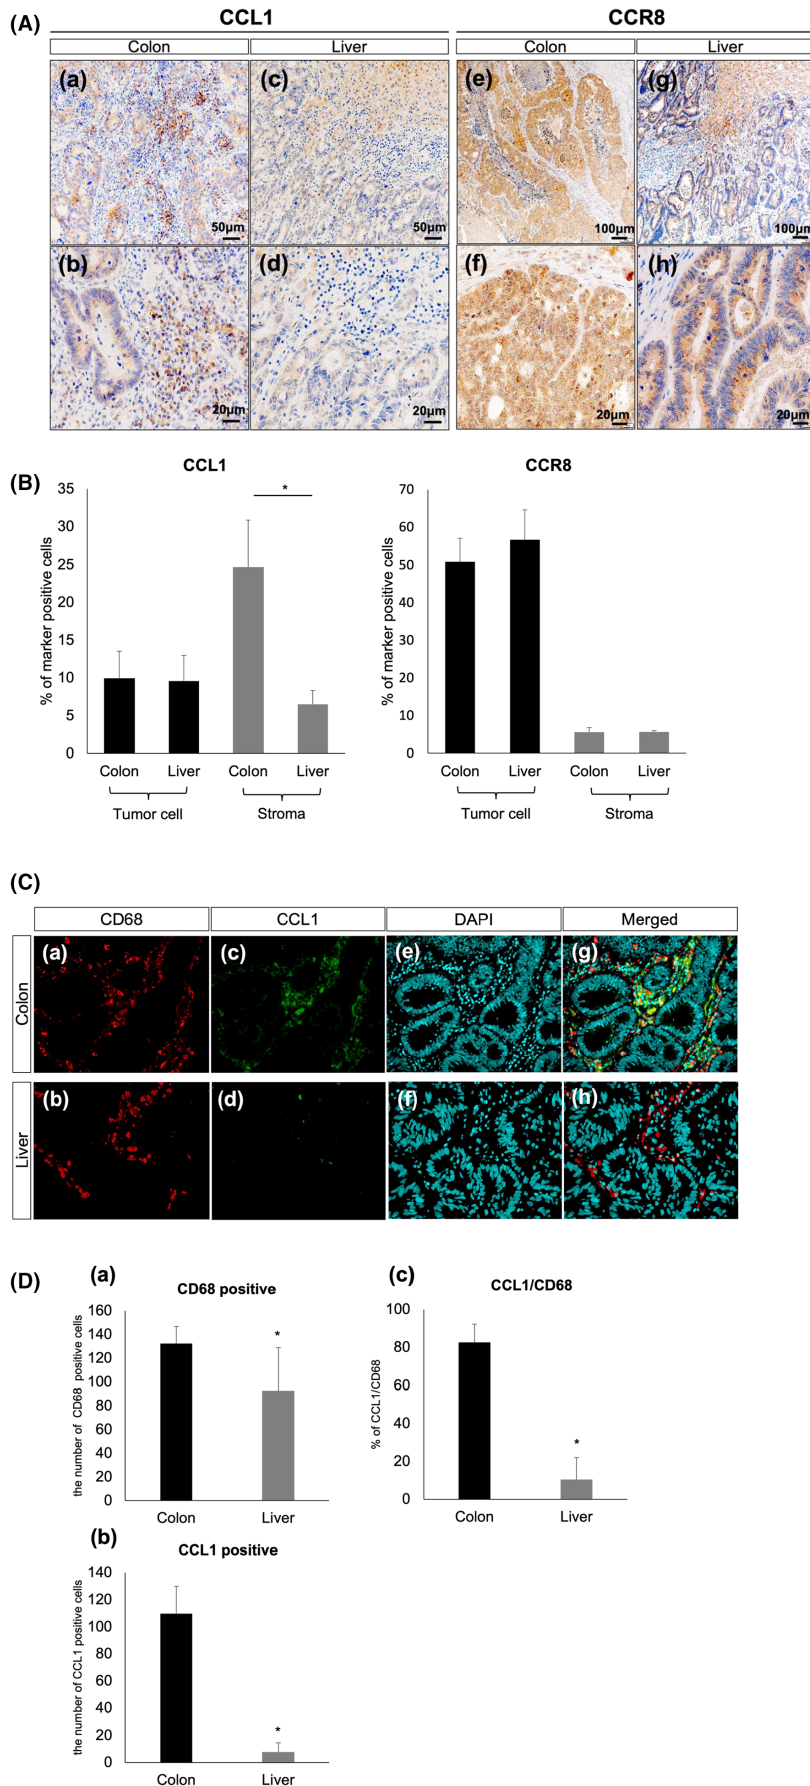 (A)
CCL1 CCR8
Colon Liver Colon Liver
(a) (c) (e) (g)
50μm 50μm 100μm 100μm
(b) (d) (f) (h)
20μm 20μm 20μm 20μm
(B)
CCL1
% of marker positive cells
35
30
25
20
15
10
5
0
*
Colon Liver Colon Liver
Tumor cell Stroma
CCR8
% of marker positive cells
70
60
50
40
30
20
10
0
Colon Liver Colon Liver
Tumor cell Stroma
(C)
CD68 CCL1 DAPI Merged
Colon
(a) (c) (e) (g)
Liver
(b) (d) (f) (h)
(D)
(a)
CD68 positive
the number of CD68 positive cells
160
140
120
100
80
60
40
20
0
*
Colon Liver
(c)
CCL1/CD68
% of CCL1/CD68
100
80
60
40
20
0
*
Colon Liver
(b)
CCL1 positive
the number of CCL1 positive cells
140
120
100
80
60
40
20
0
*
Colon Liver